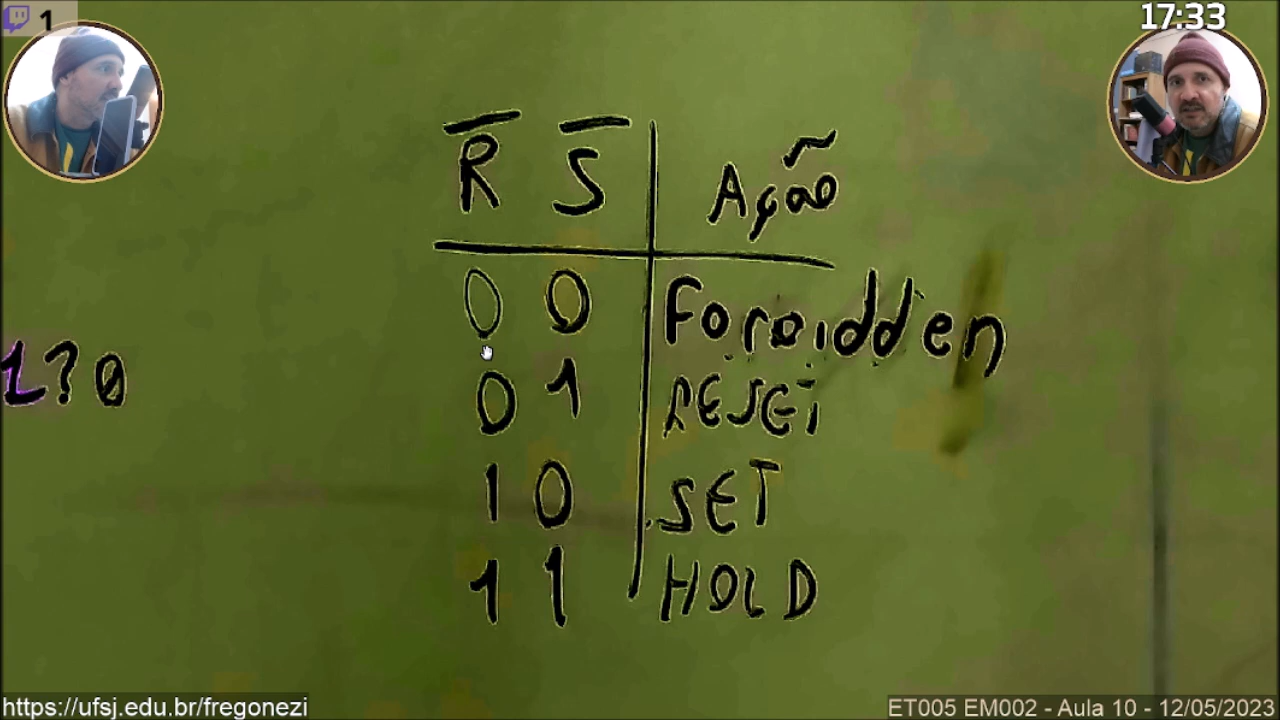 1
17:33
R̅ S̅ Ação
0 0 Forbidden
0 1 RESET
1 0 SET
1 1 HOLD
1?0
https://ufsj.edu.br/fregonezi
ET005 EM002 - Aula 10 - 12/05/2023